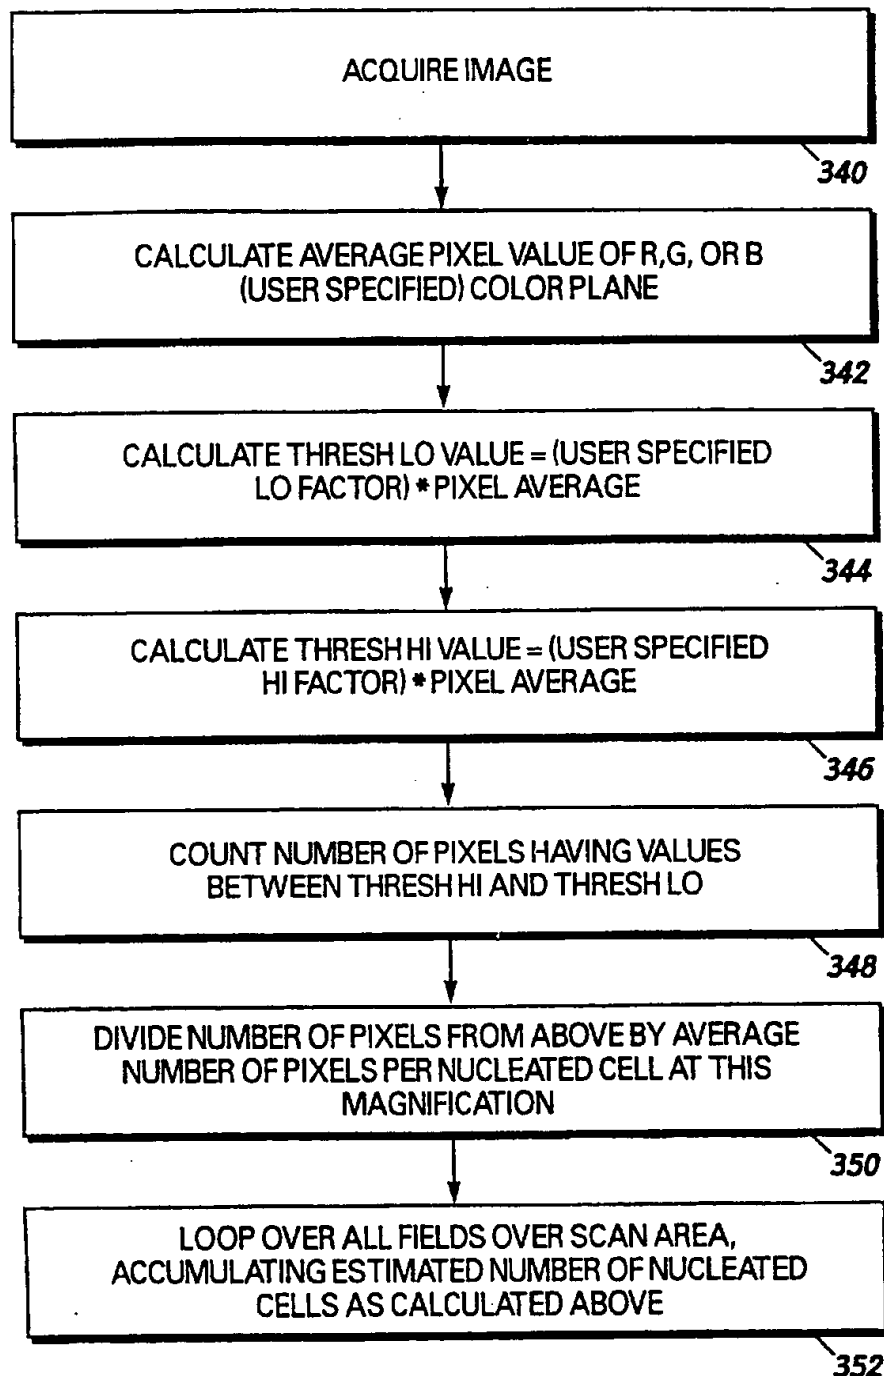 ACQUIRE IMAGE
340
CALCULATE AVERAGE PIXEL VALUE OF R,G, OR B
(USER SPECIFIED) COLOR PLANE
342
CALCULATE THRESH LO VALUE = (USER SPECIFIED
LO FACTOR) * PIXEL AVERAGE
344
CALCULATE THRESH HI VALUE = (USER SPECIFIED
HI FACTOR) * PIXEL AVERAGE
346
COUNT NUMBER OF PIXELS HAVING VALUES
BETWEEN THRESH HI AND THRESH LO
348
DIVIDE NUMBER OF PIXELS FROM ABOVE BY AVERAGE
NUMBER OF PIXELS PER NUCLEATED CELL AT THIS
MAGNIFICATION
350
LOOP OVER ALL FIELDS OVER SCAN AREA,
ACCUMULATING ESTIMATED NUMBER OF NUCLEATED
CELLS AS CALCULATED ABOVE
352